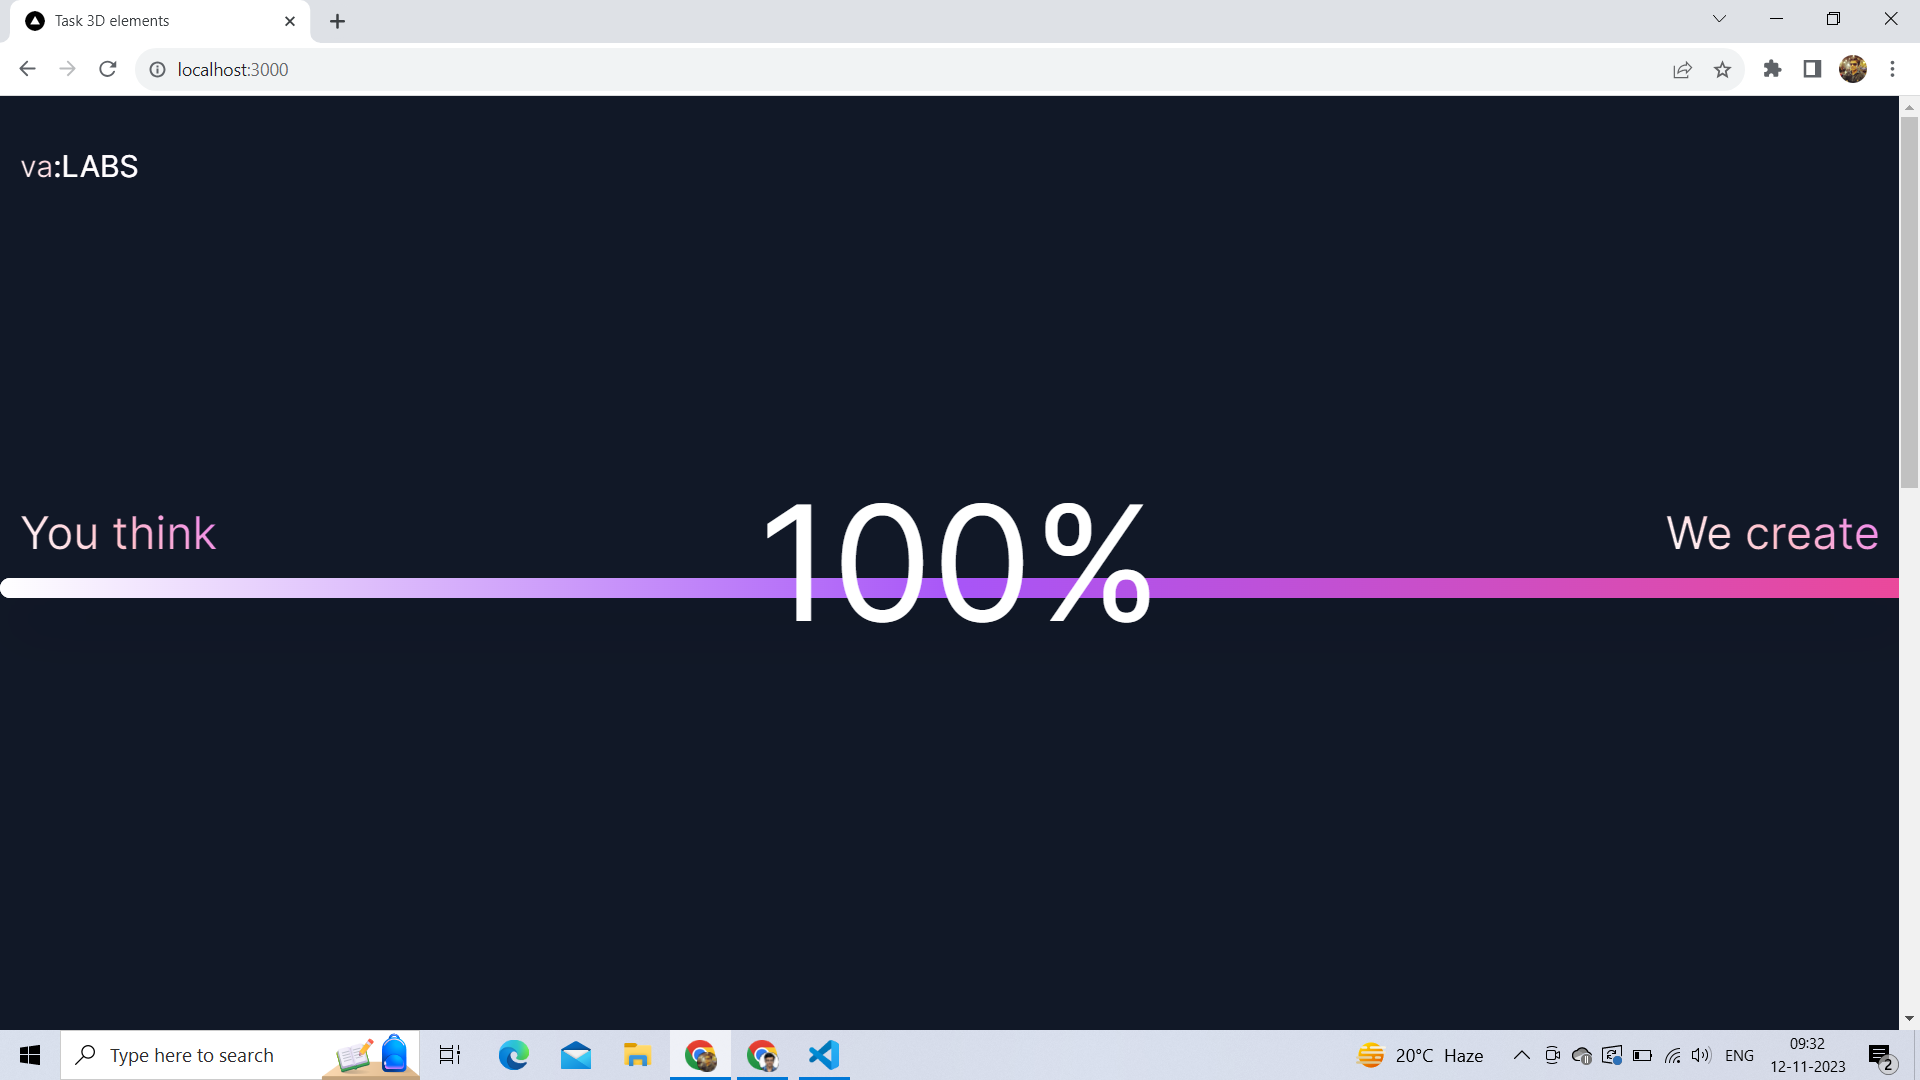 Task 3D elements
localhost:3000
va:LABS
You think
100%
We create
Type here to search
20°C Haze
ENG
09:32
12-11-2023
2